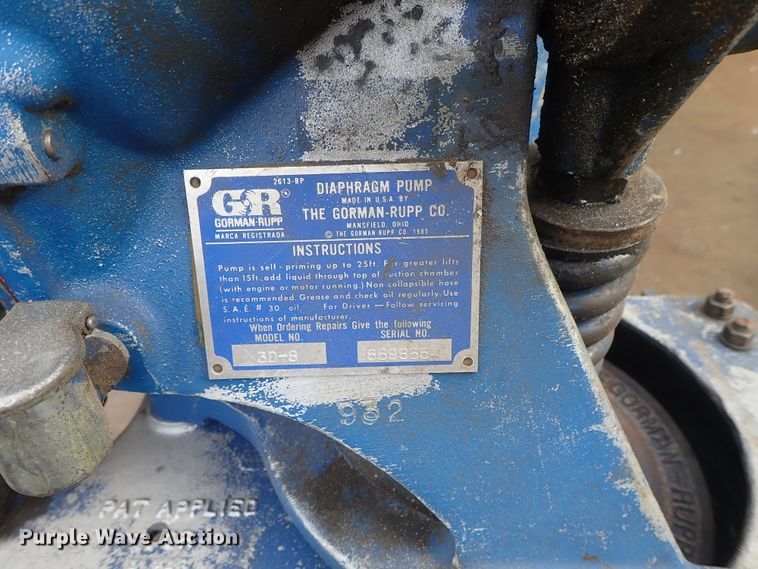 2613-BP
G&R®
GORMAN-RUPP
MARCA REGISTRADA
DIAPHRAGM PUMP
MADE IN U.S.A. BY
THE GORMAN-RUPP CO.
MANSFIELD, OHIO
© THE GORMAN RUPP CO. 1985
INSTRUCTIONS
Pump is self-priming up to 25ft. For greater lifts
than 15ft., add liquid through top of suction chamber
(with engine or motor running.) Non collapsible hose
is recommended. Grease and check oil regularly. Use
S.A.E. # 30 oil. For Driver—Follow servicing
instructions of manufacturer.
When Ordering Repairs Give the following
MODEL NO. SERIAL NO.
932
GORMAN RUPP
PAT APPLIED
Purple Wave Auction